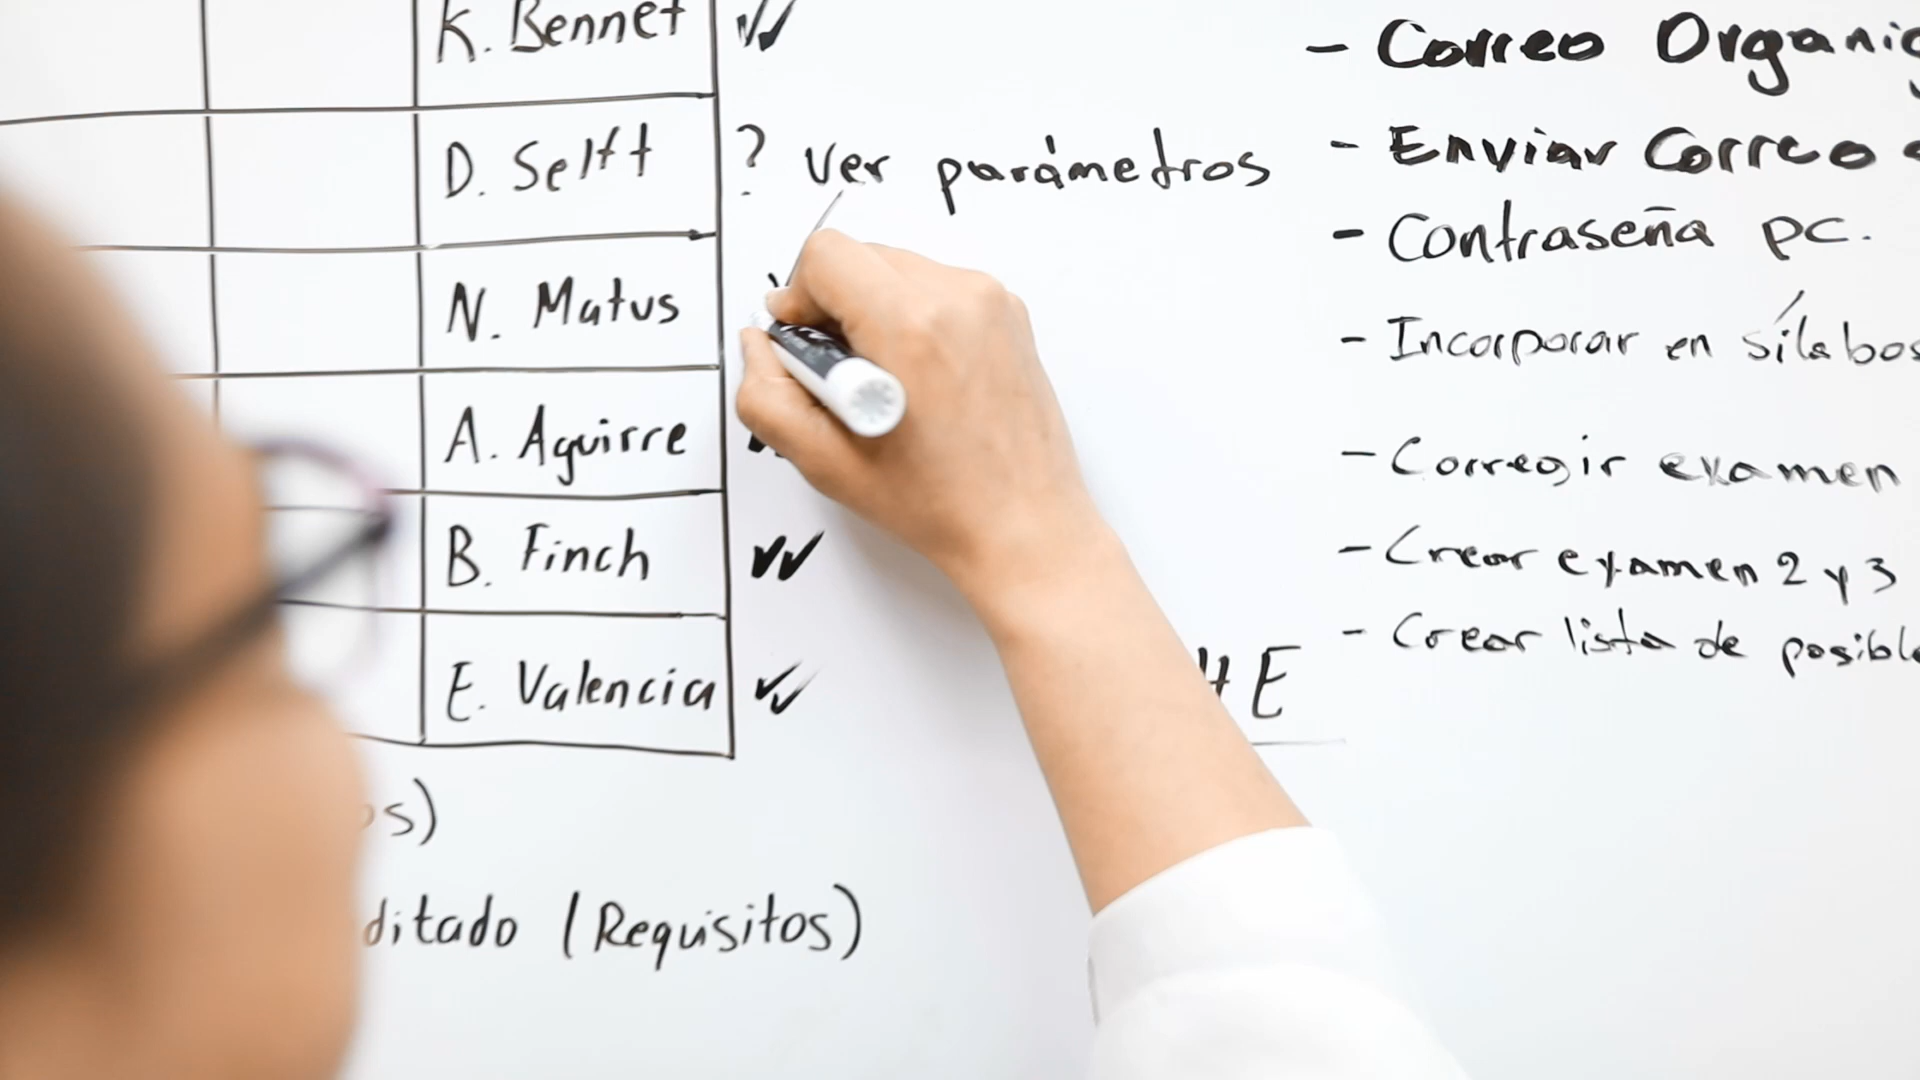 K. Bennet
D. Selft ? Ver parámetros
N. Matus
A. Aguirre
B. Finch
E. Valencia
(Requisitos)
- Correo
- Enviar Correo
- Contraseña pc.
- Incorporar en sílabos
- Corregir examen
- Crear examen 2 y 3
- Crear lista de